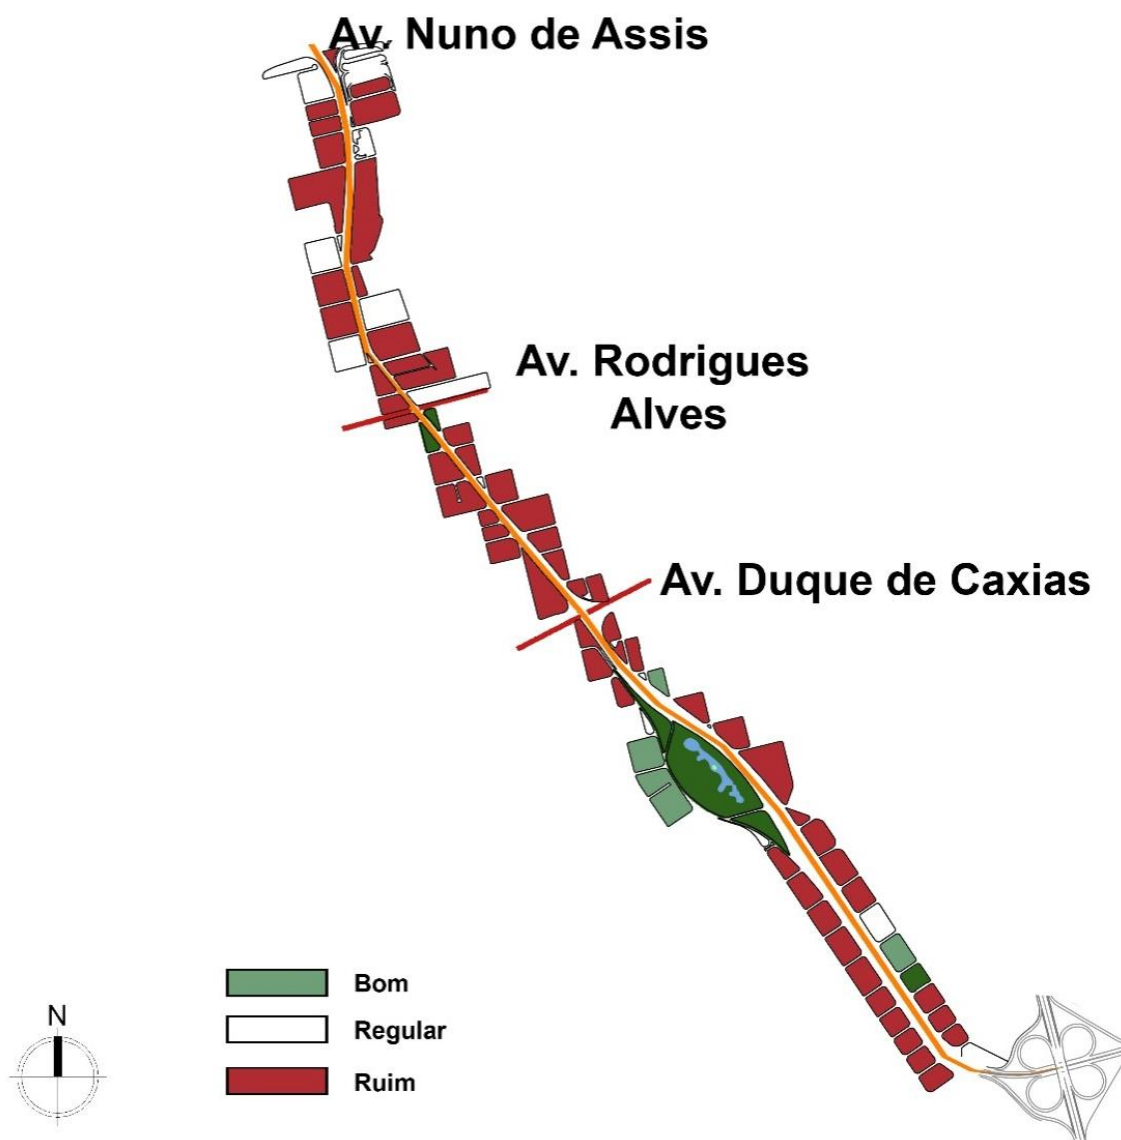 Av. Nuno de Assis
Av. Rodrigues
Alves
Av. Duque de Caxias
Bom
Regular
Ruim
N